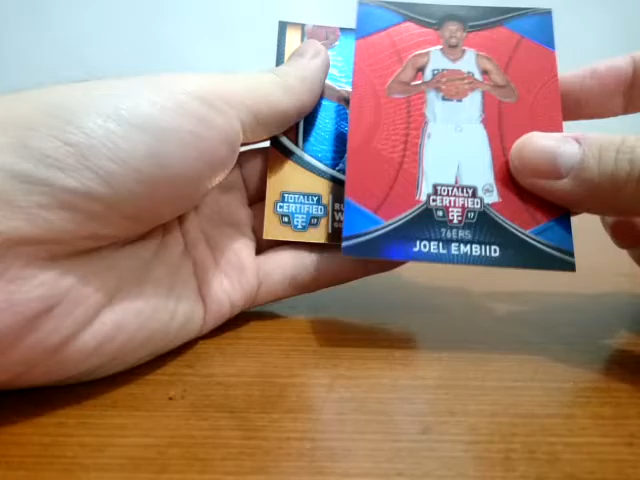 TOTALLY
CERTIFIED
16 17
76ERS
JOEL EMBIID
TOTALLY
CERTIFIED
16 17